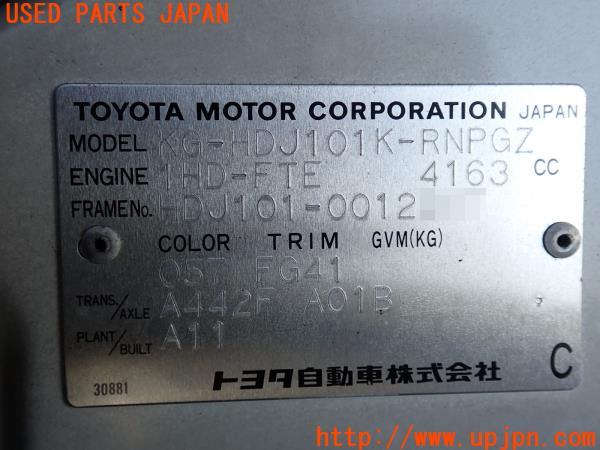 USED PARTS JAPAN
TOYOTA MOTOR CORPORATION JAPAN
MODEL KG-HDJ101K-RNPGZ
ENGINE 1HD-FTE 4163 CC
FRAME No. HDJ101-0012
COLOR TRIM GVM(KG)
057 FG41
TRANS./AXLE A442F A01B
PLANT/BUILT A11
トヨタ自動車株式会社
30881
C
http://www.upjpn.com